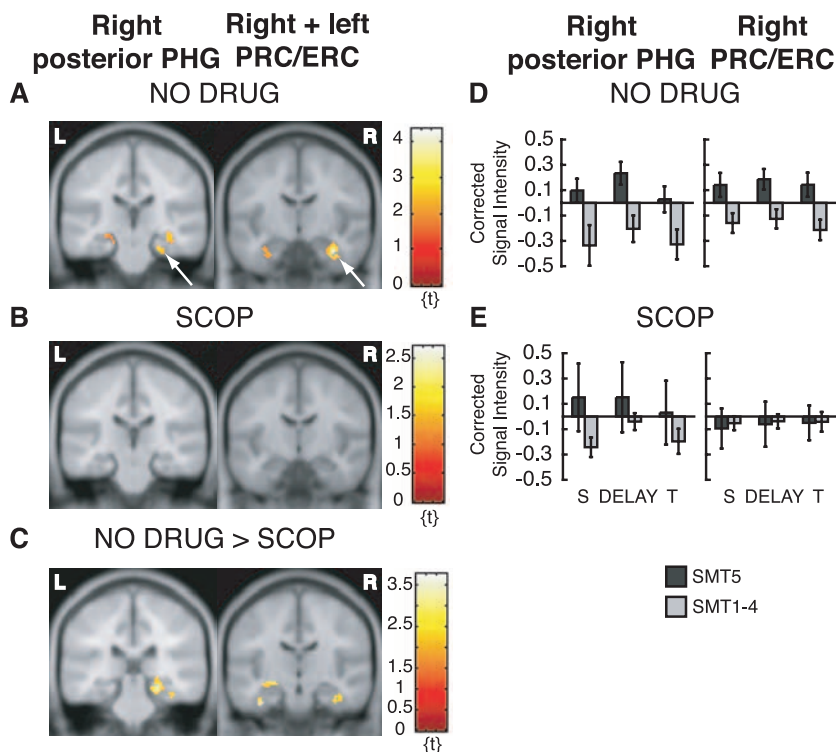 Right posterior PHG
Right + left PRC/ERC
A
NO DRUG
L
R
4
3
2
1
0
{t}
B
SCOP
L
R
2.5
2
1.5
1
0.5
0
{t}
C
NO DRUG > SCOP
L
R
3.5
3
2.5
2
1.5
1
0.5
0
{t}
Right posterior PHG
Right PRC/ERC
D
NO DRUG
Corrected Signal Intensity
0.5
0.3
0.1
-0.1
-0.3
-0.5
E
SCOP
Corrected Signal Intensity
0.5
0.3
0.1
-0.1
-0.3
-0.5
S DELAY T
S DELAY T
SMT5
SMT1-4